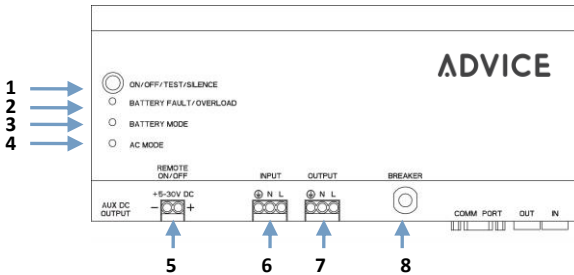 ADVICE
1
ON/OFF/TEST/SILENCE
2
BATTERY FAULT/OVERLOAD
3
BATTERY MODE
4
AC MODE
REMOTE
ON/OFF
INPUT
OUTPUT
BREAKER
+5-30V DC
N L
N L
AUX DC
OUTPUT
- +
COMM PORT
OUT
IN
5
6
7
8